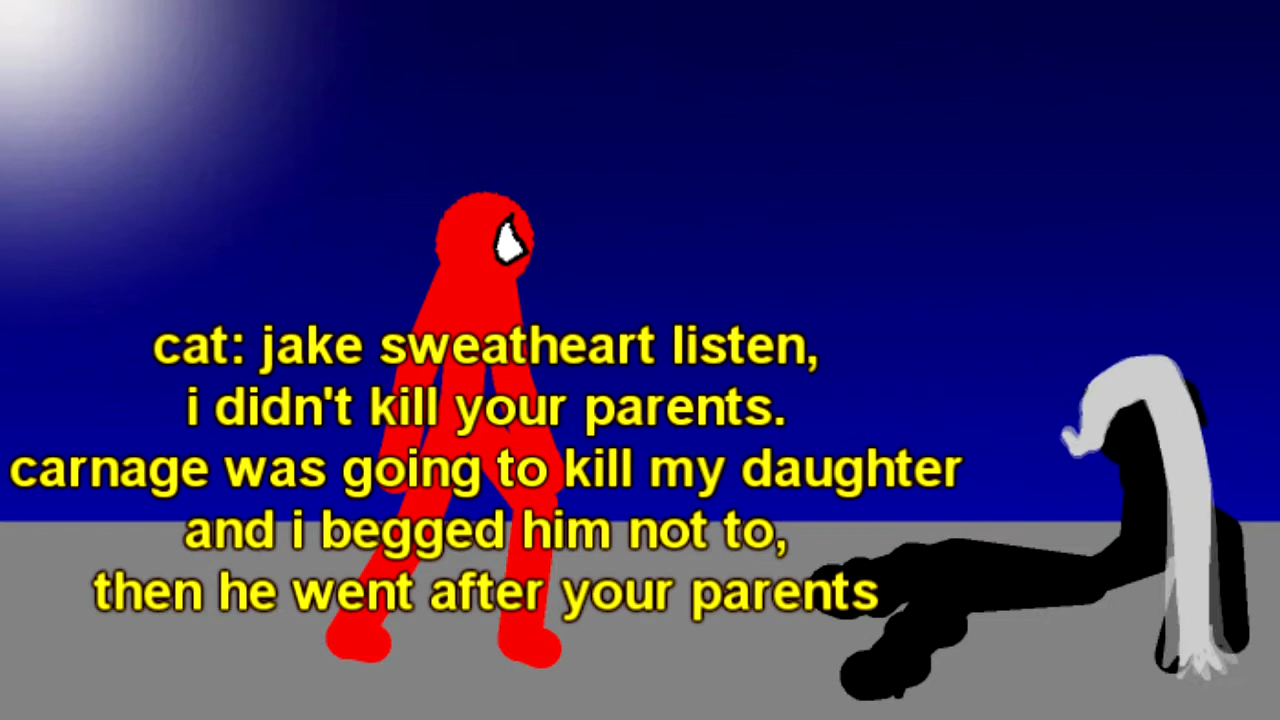 cat: jake sweatheart listen,
i didn't kill your parents.
carnage was going to kill my daughter
and i begged him not to,
then he went after your parents